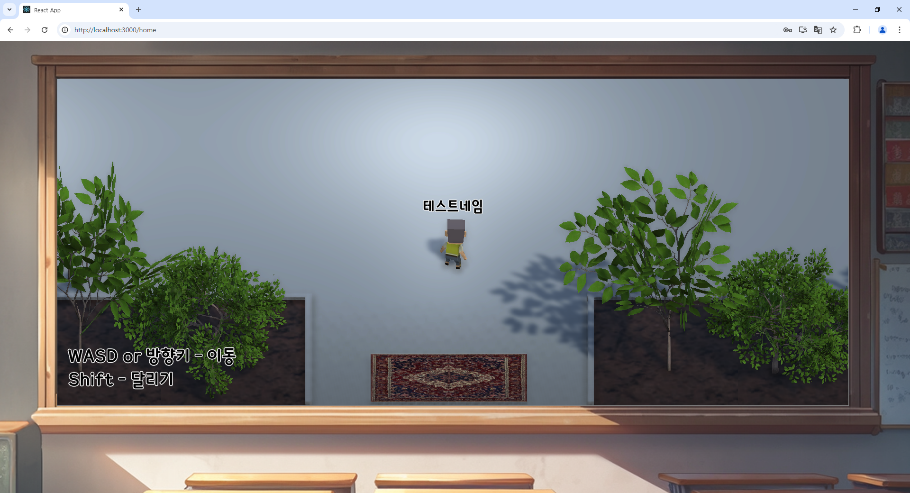 React App
http://localhost:3000/home
테스트네임
WASD or 방향키 - 이동
Shift - 달리기